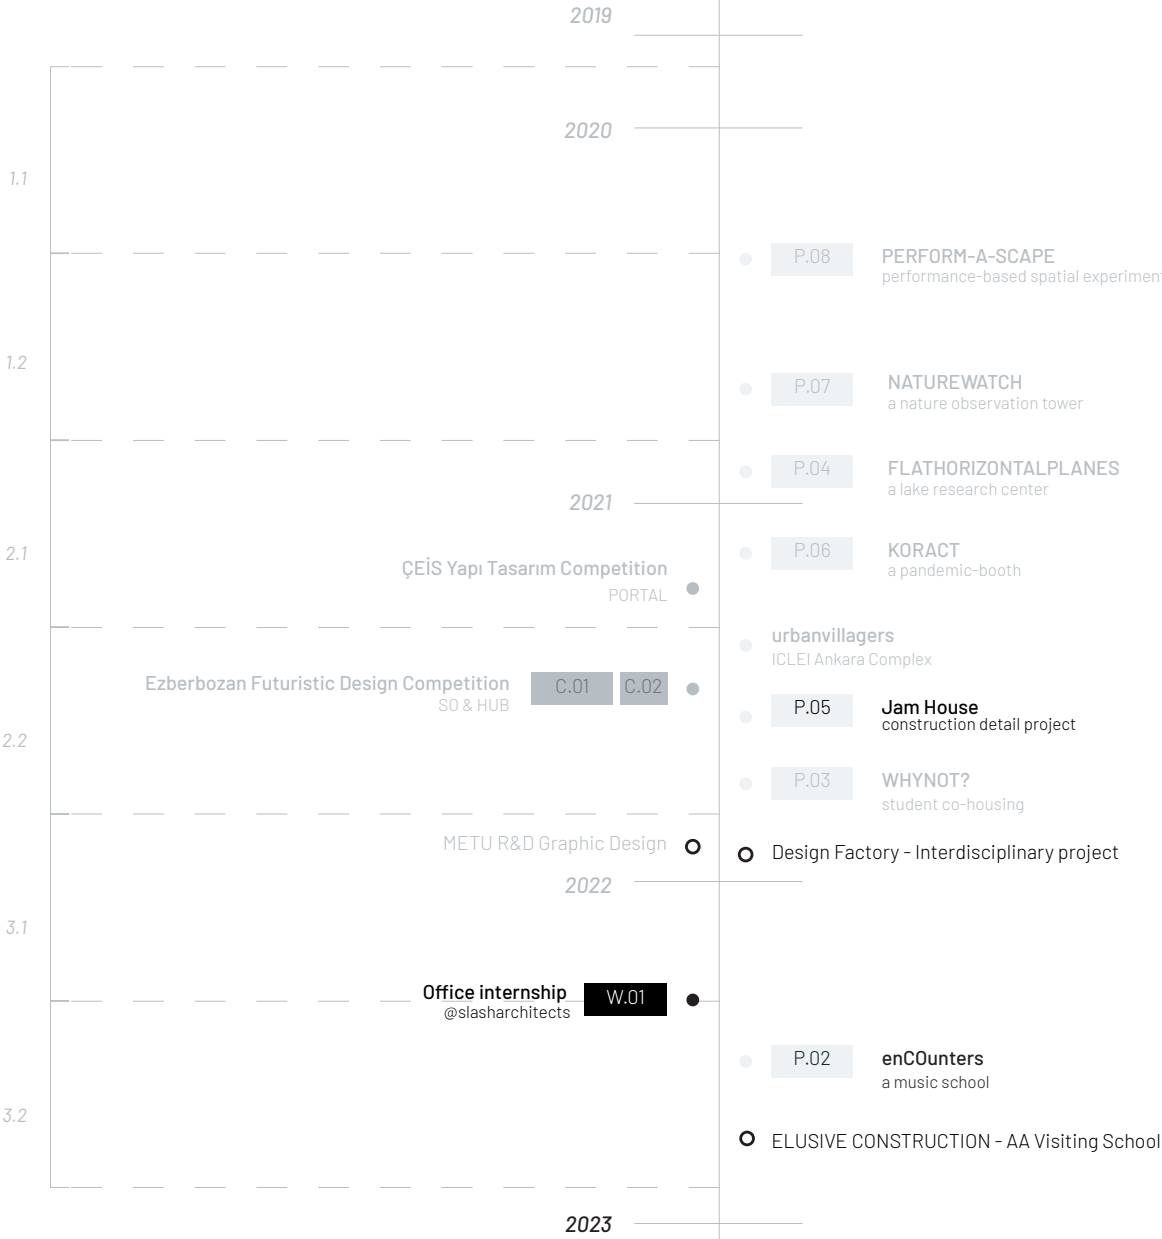 2019
2020
1.1
P.08 PERFORM-A-SCAPE
performance-based spatial experiment
1.2
P.07 NATUREWATCH
a nature observation tower
P.04 FLATHORIZONTALPLANES
a lake research center
2021
2.1
P.06 KORACT
a pandemic-booth
ÇEİS Yapı Tasarım Competition
PORTAL
urbanvillagers
ICLEI Ankara Complex
Ezberbozan Futuristic Design Competition C.01 C.02
SO & HUB
P.05 Jam House
construction detail project
2.2
P.03 WHYNOT?
student co-housing
METU R&D Graphic Design
Design Factory - Interdisciplinary project
2022
3.1
Office internship W.01
@slasharchitects
P.02 enCOunters
a music school
3.2
ELUSIVE CONSTRUCTION - AA Visiting School
2023